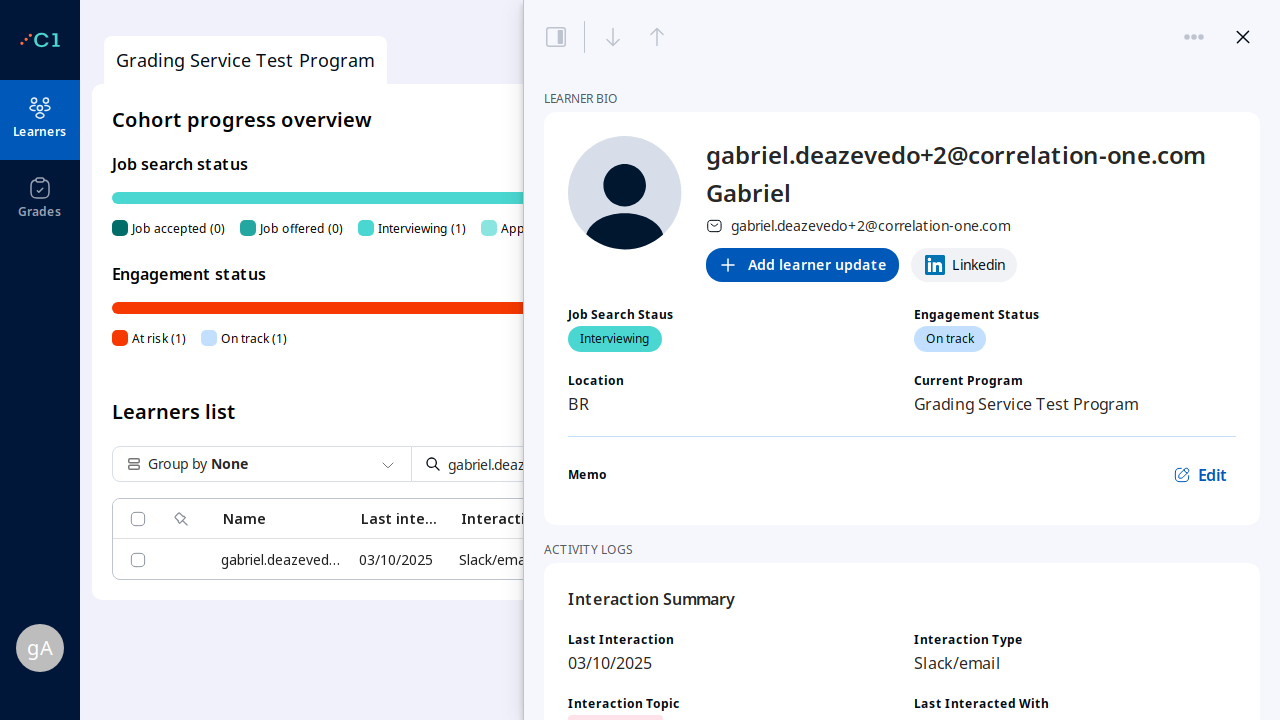 C1
Learners
Grades
gA
Grading Service Test Program
Cohort progress overview
Job search status
Job accepted (0)
Job offered (0)
Interviewing (1)
App
Engagement status
At risk (1)
On track (1)
Learners list
Group by None
gabriel.deaz
Name
Last inte...
Interacti
gabriel.deazeved...
03/10/2025
Slack/ema
LEARNER BIO
gabriel.deazevedo+2@correlation-one.com
Gabriel
gabriel.deazevedo+2@correlation-one.com
Add learner update
Linkedin
Job Search Staus
Interviewing
Engagement Status
On track
Location
BR
Current Program
Grading Service Test Program
Memo
Edit
ACTIVITY LOGS
Interaction Summary
Last Interaction
03/10/2025
Interaction Type
Slack/email
Interaction Topic
Last Interacted With